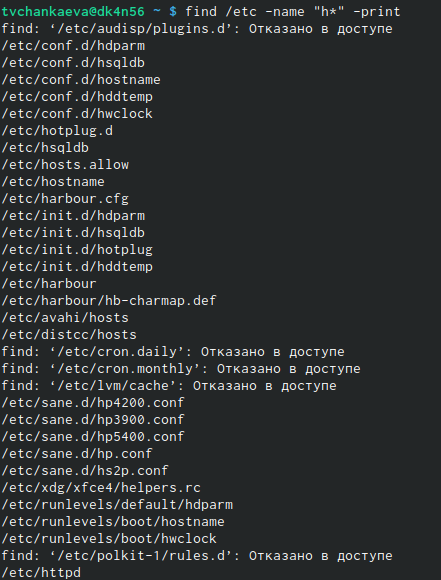 tvchankaeva@dk4n56 ~ $ find /etc -name "h*" -print
find: ‘/etc/audisp/plugins.d’: Отказано в доступе
/etc/conf.d/hdparm
/etc/conf.d/hsqldb
/etc/conf.d/hostname
/etc/conf.d/hddtemp
/etc/conf.d/hwclock
/etc/hotplug.d
/etc/hsqldb
/etc/hosts.allow
/etc/hostname
/etc/harbour.cfg
/etc/init.d/hdparm
/etc/init.d/hsqldb
/etc/init.d/hotplug
/etc/init.d/hddtemp
/etc/harbour
/etc/harbour/hb-charmap.def
/etc/avahi/hosts
/etc/distcc/hosts
find: ‘/etc/cron.daily’: Отказано в доступе
find: ‘/etc/cron.monthly’: Отказано в доступе
find: ‘/etc/lvm/cache’: Отказано в доступе
/etc/sane.d/hp4200.conf
/etc/sane.d/hp3900.conf
/etc/sane.d/hp5400.conf
/etc/sane.d/hp.conf
/etc/sane.d/hs2p.conf
/etc/xdg/xfce4/helpers.rc
/etc/runlevels/default/hdparm
/etc/runlevels/boot/hostname
/etc/runlevels/boot/hwclock
find: ‘/etc/polkit-1/rules.d’: Отказано в доступе
/etc/httpd